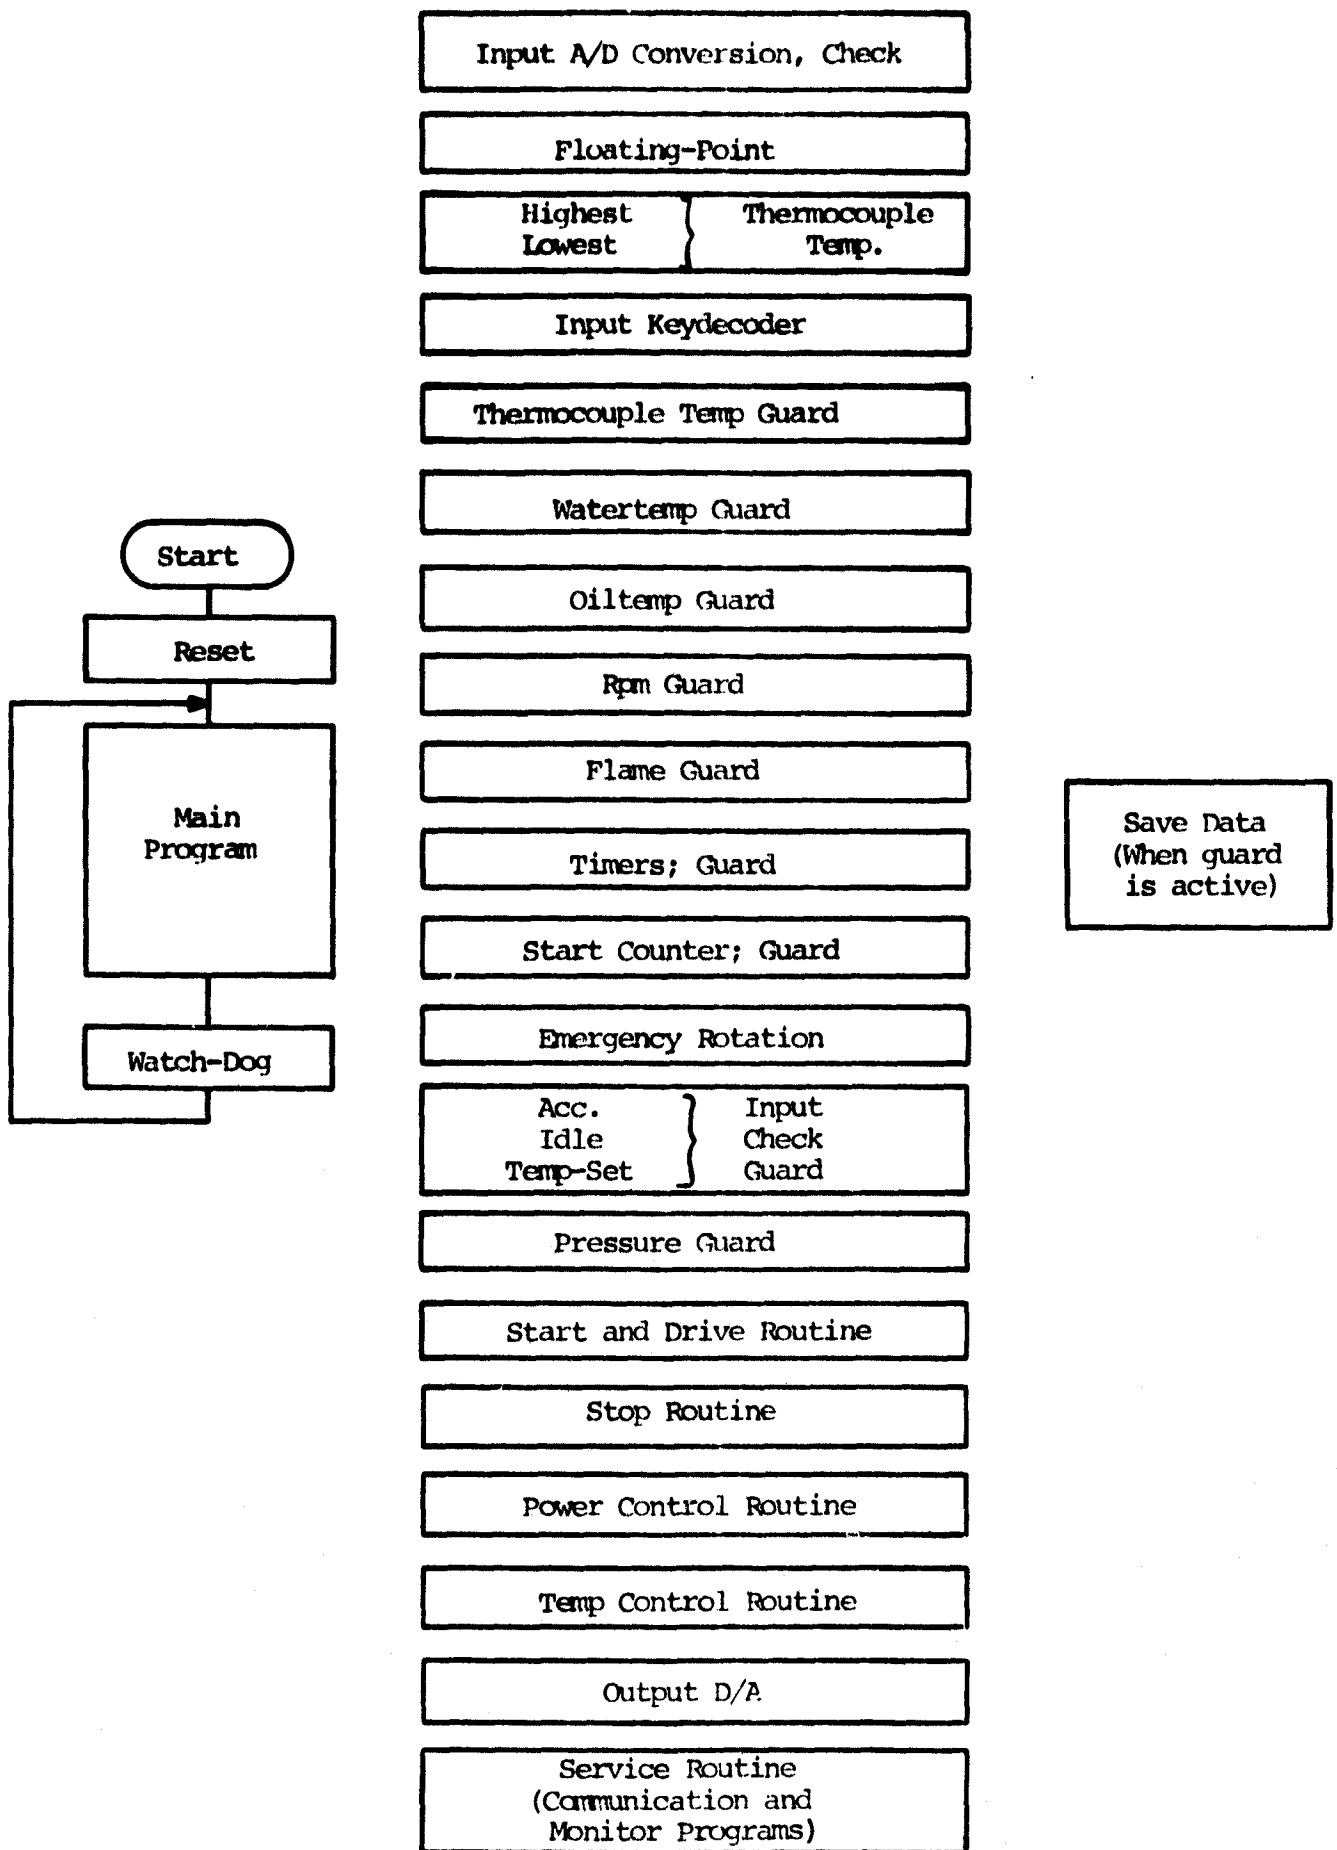 Input A/D Conversion, Check
Floating-Point
Highest
Lowest
Thermocouple
Temp.
Input Keydecoder
Thermocouple Temp Guard
Watertemp Guard
Oiltemp Guard
Rpm Guard
Flame Guard
Timers; Guard
Start Counter; Guard
Emergency Rotation
Acc.
Idle
Temp-Set
Input
Check
Guard
Pressure Guard
Start and Drive Routine
Stop Routine
Power Control Routine
Temp Control Routine
Output D/A
Service Routine
(Communication and
Monitor Programs)
Start
Reset
Main
Program
Watch-Dog
Save Data
(When guard
is active)